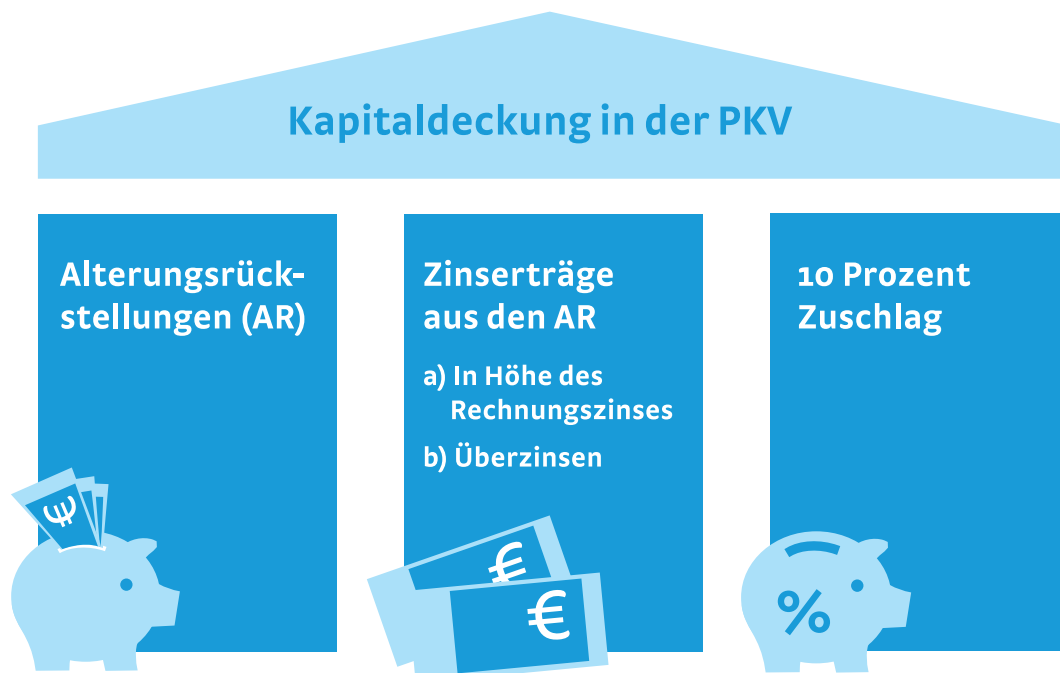 Kapitaldeckung in der PKV
Alterungsrück-
stellungen (AR)
€
Zinserträge
aus den AR
a) In Höhe des
Rechnungszinses
b) Überzinsen
€
€
10 Prozent
Zuschlag
%